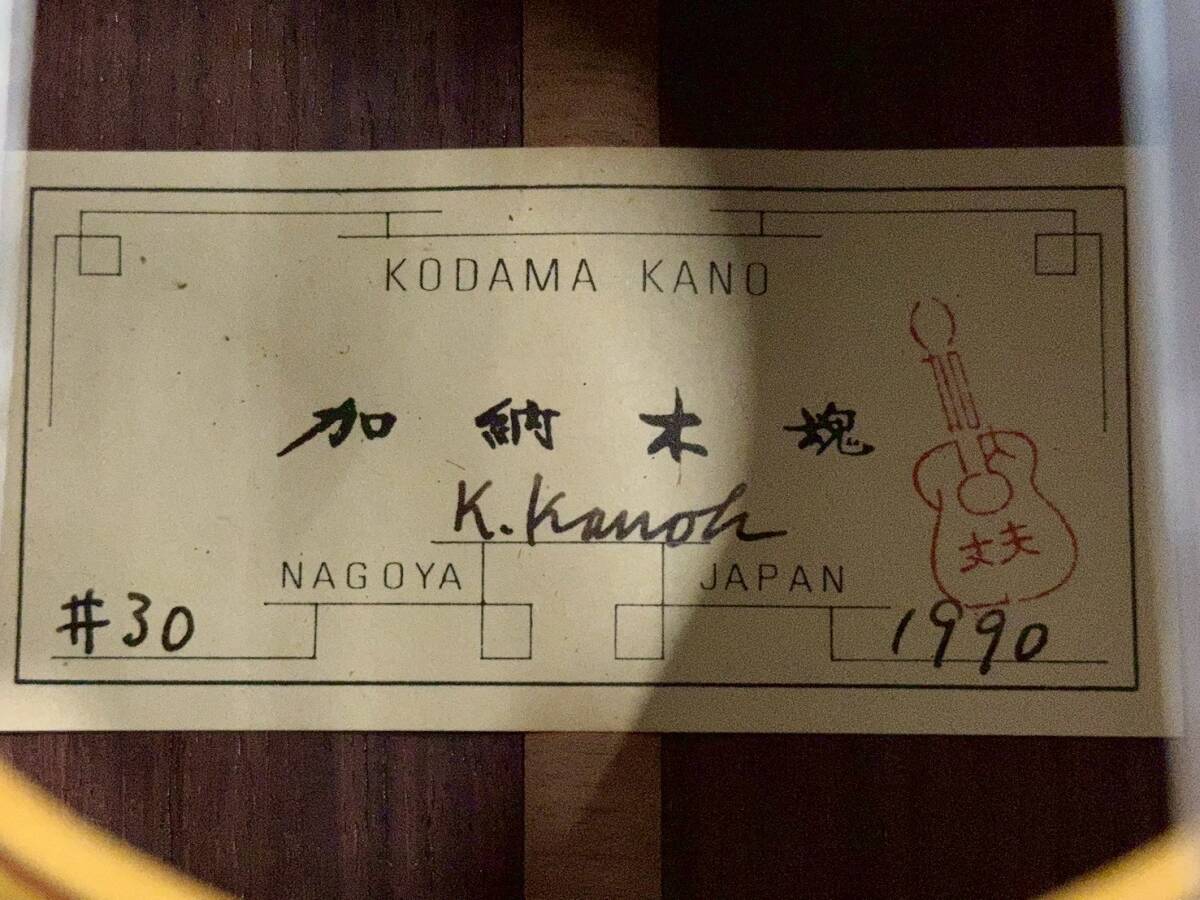 KODAMA KANO
加納木魂
K. Kanoh
NAGOYA JAPAN
丈夫
#30 1990